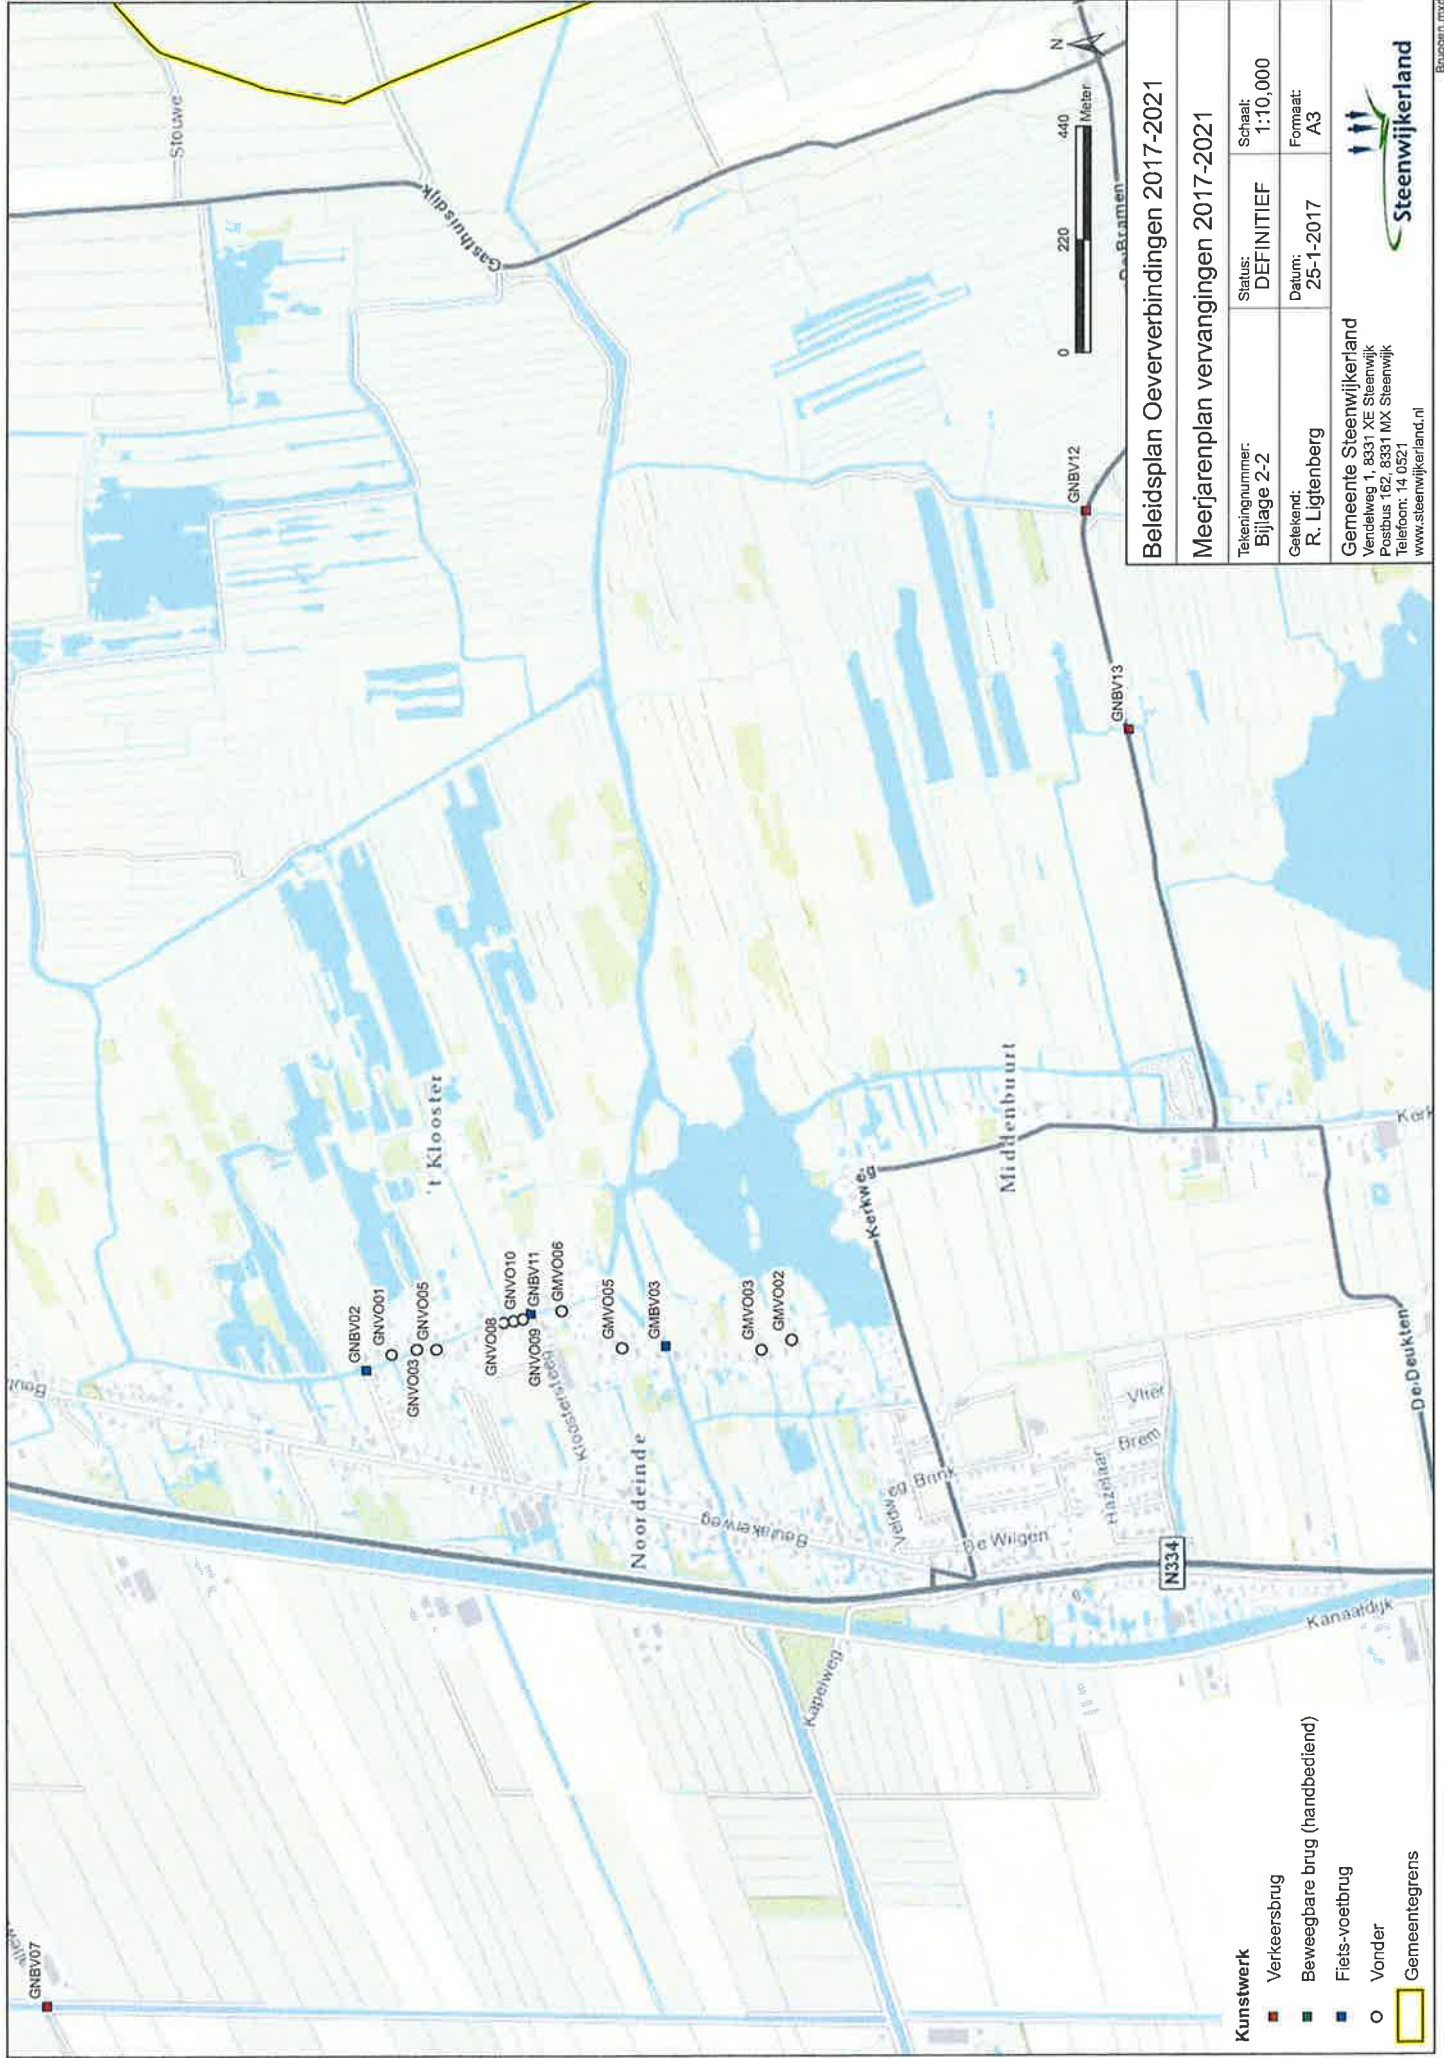 GNBV07
Stouwe
Gasthuisdijk
't Klooster
GNBV02
GNVO01
GNVO03
GNVO05
GNVO08
GNVO10
GNVO09
GNBV11
GMVO06
Kloostersteeg
GMVO05
GMBV03
Noordeinde
Beulakerweg
GMVO03
GMVO02
Kerkweg
Middenbuurt
Veldweg
Brink
De Wilgen
Hazelaar
Brem
Vlier
Kapelweg
N334
Kanaaldijk
De Deukten
Kerk
GNBV12
GNBV13
De Bramen
N
0 220 440
Meter
Kunstwerk
Verkeersbrug
Beweegbare brug (handbediend)
Fiets-voetbrug
Vonder
Gemeentegrens
Beleidsplan Oeververbindingen 2017-2021
Meerjarenplan vervangingen 2017-2021
Tekeningnummer: Status: Schaal:
Bijlage 2-2 DEFINITIEF 1:10,000
Getekend: Datum: Formaat:
R. Ligtenberg 25-1-2017 A3
Gemeente Steenwijkerland
Vendelweg 1, 8331 XE Steenwijk
Postbus 162, 8331 MX Steenwijk
Telefoon: 14 0521
www.steenwijkerland.nl
Steenwijkerland